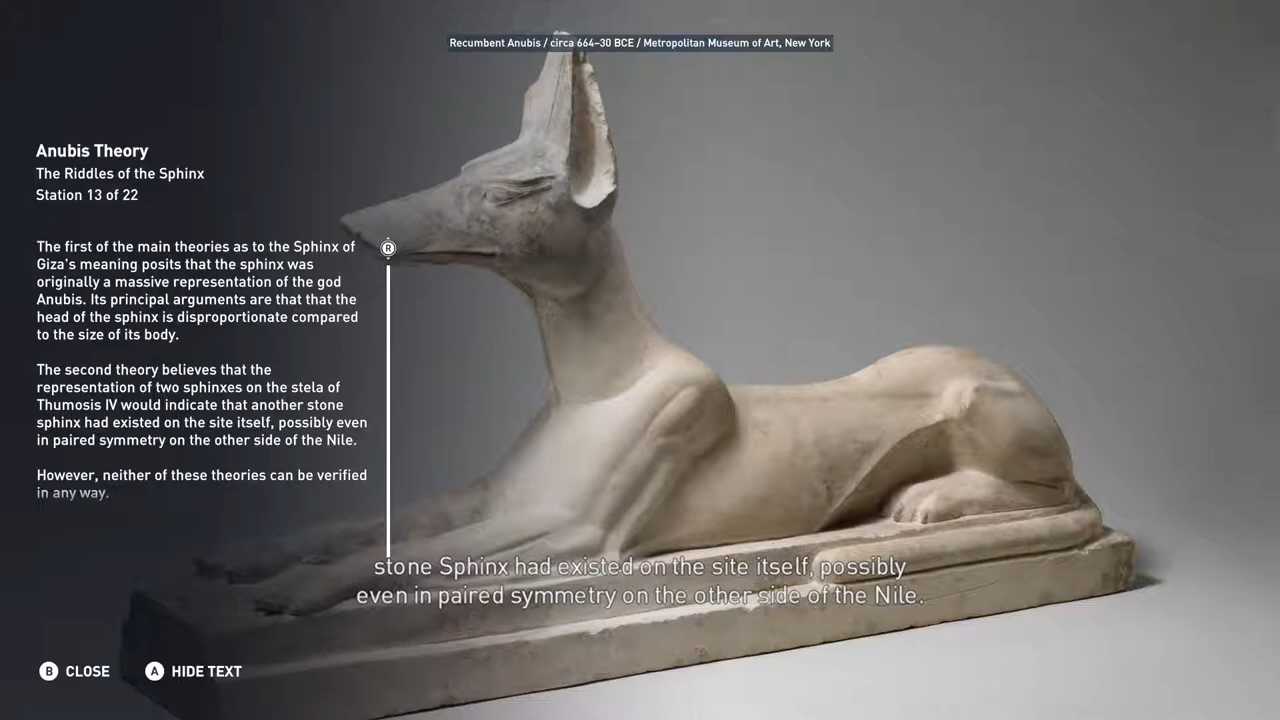 Recumbent Anubis / circa 664–30 BCE / Metropolitan Museum of Art, New York
Anubis Theory
The Riddles of the Sphinx
Station 13 of 22
The first of the main theories as to the Sphinx of
Giza's meaning posits that the sphinx was
originally a massive representation of the god
Anubis. Its principal arguments are that that the
head of the sphinx is disproportionate compared
to the size of its body.
The second theory believes that the
representation of two sphinxes on the stela of
Thumosis IV would indicate that another stone
sphinx had existed on the site itself, possibly even
in paired symmetry on the other side of the Nile.
However, neither of these theories can be verified
in any way.
R
stone Sphinx had existed on the site itself, possibly
even in paired symmetry on the other side of the Nile.
B CLOSE A HIDE TEXT